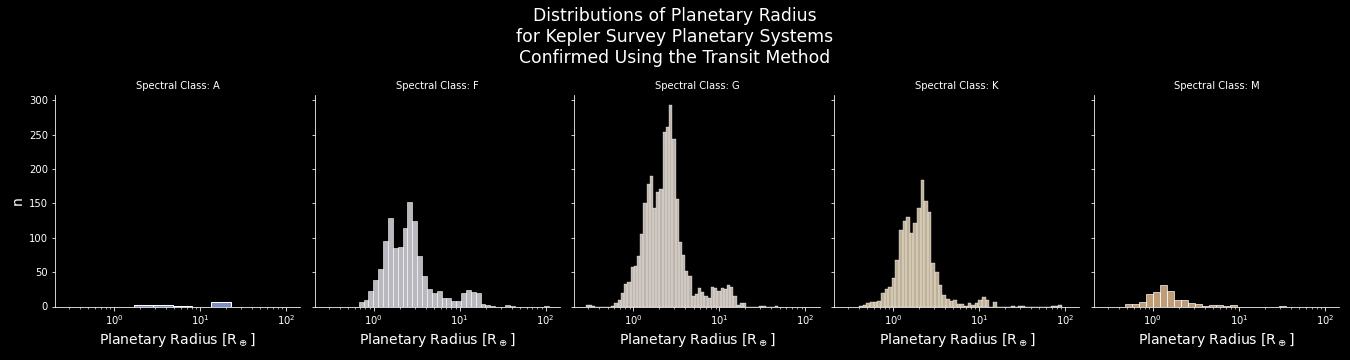 Distributions of Planetary Radius
for Kepler Survey Planetary Systems
Confirmed Using the Transit Method
Spectral Class: A
Spectral Class: F
Spectral Class: G
Spectral Class: K
Spectral Class: M
300
250
200
150
100
50
0
n
10⁰ 10¹ 10²
10⁰ 10¹ 10²
10⁰ 10¹ 10²
10⁰ 10¹ 10²
10⁰ 10¹ 10²
Planetary Radius [R⊕]
Planetary Radius [R⊕]
Planetary Radius [R⊕]
Planetary Radius [R⊕]
Planetary Radius [R⊕]